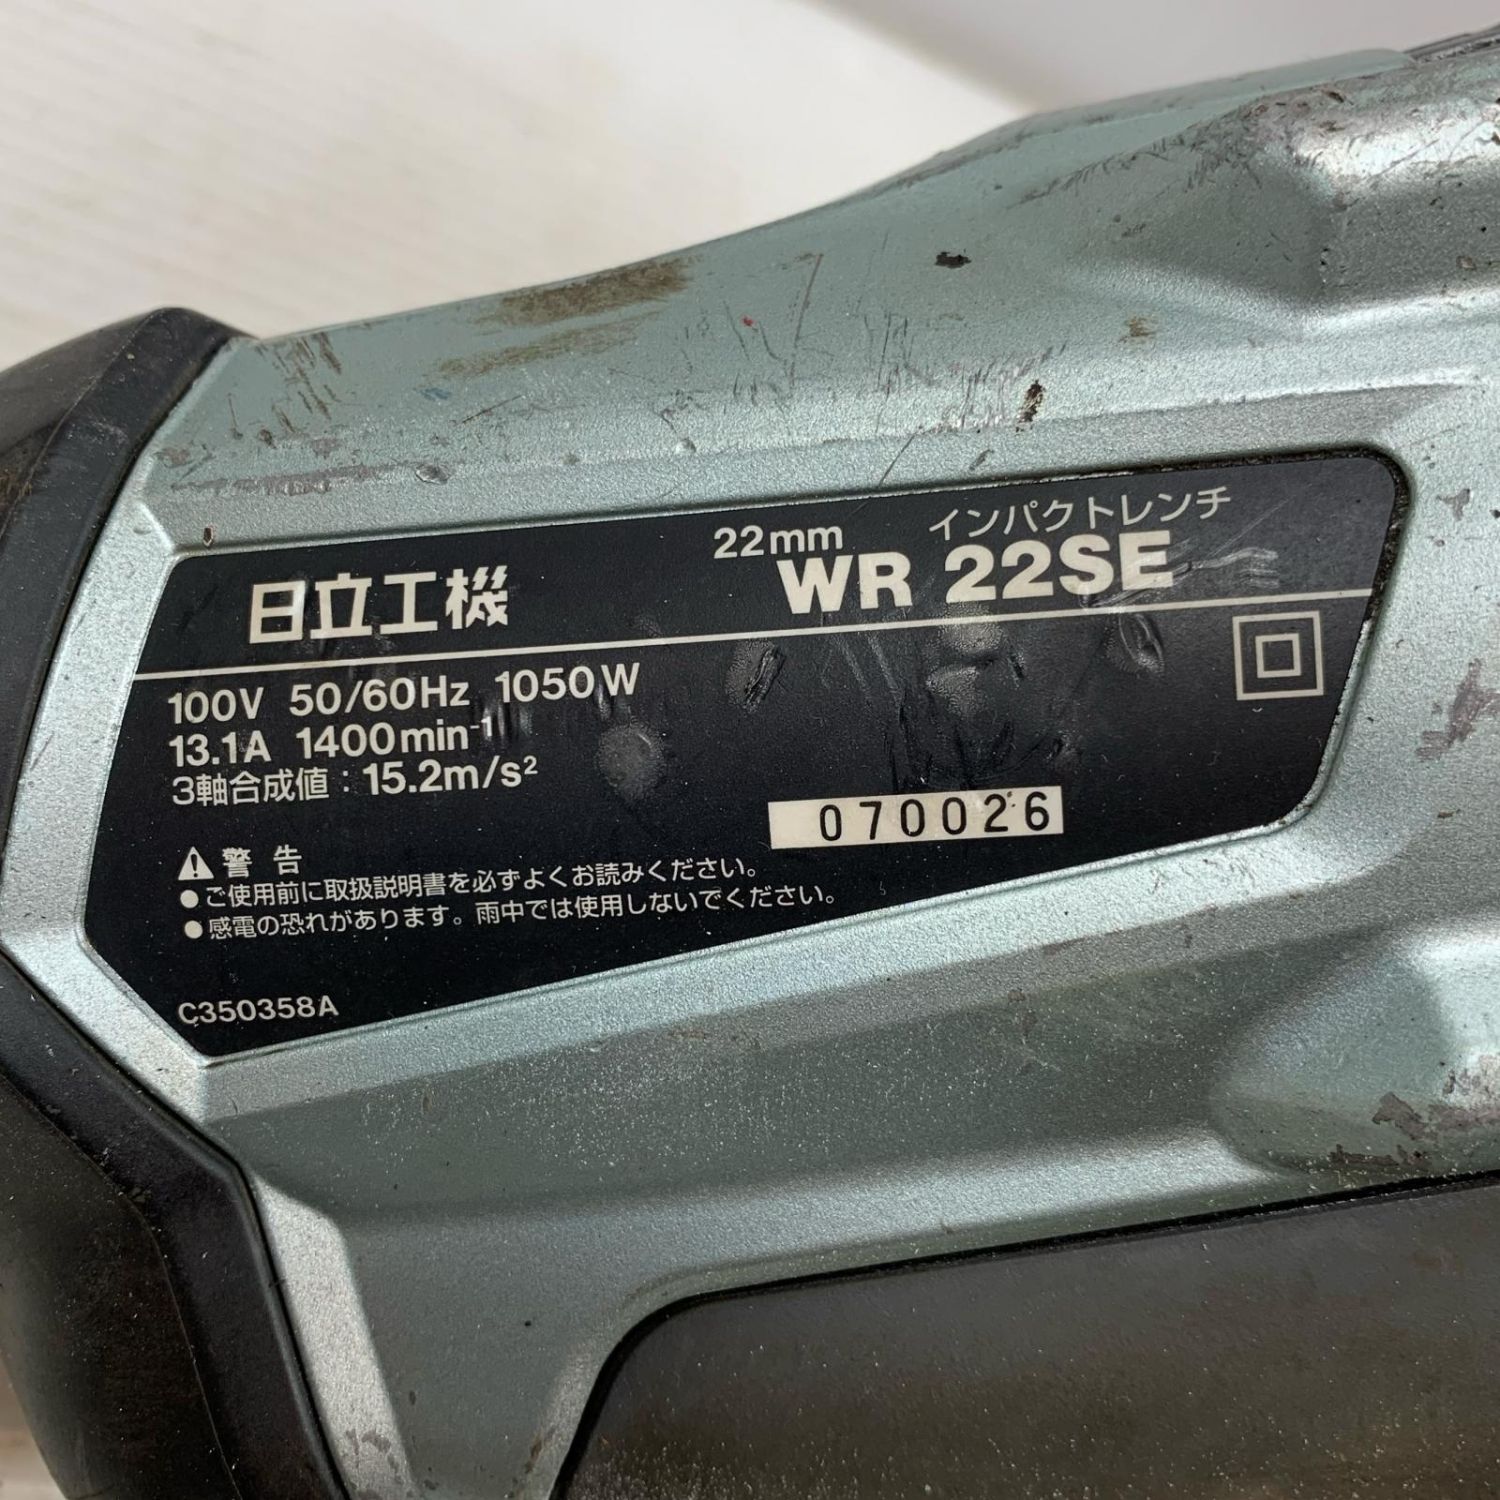 22mm インパクトレンチ
日立工機 WR 22SE
100V 50/60Hz 1050W
13.1A 1400min⁻¹
3軸合成値：15.2m/s²
070026
⚠警告
●ご使用前に取扱説明書を必ずよくお読みください。
●感電の恐れがあります。雨中では使用しないでください。
C350358A